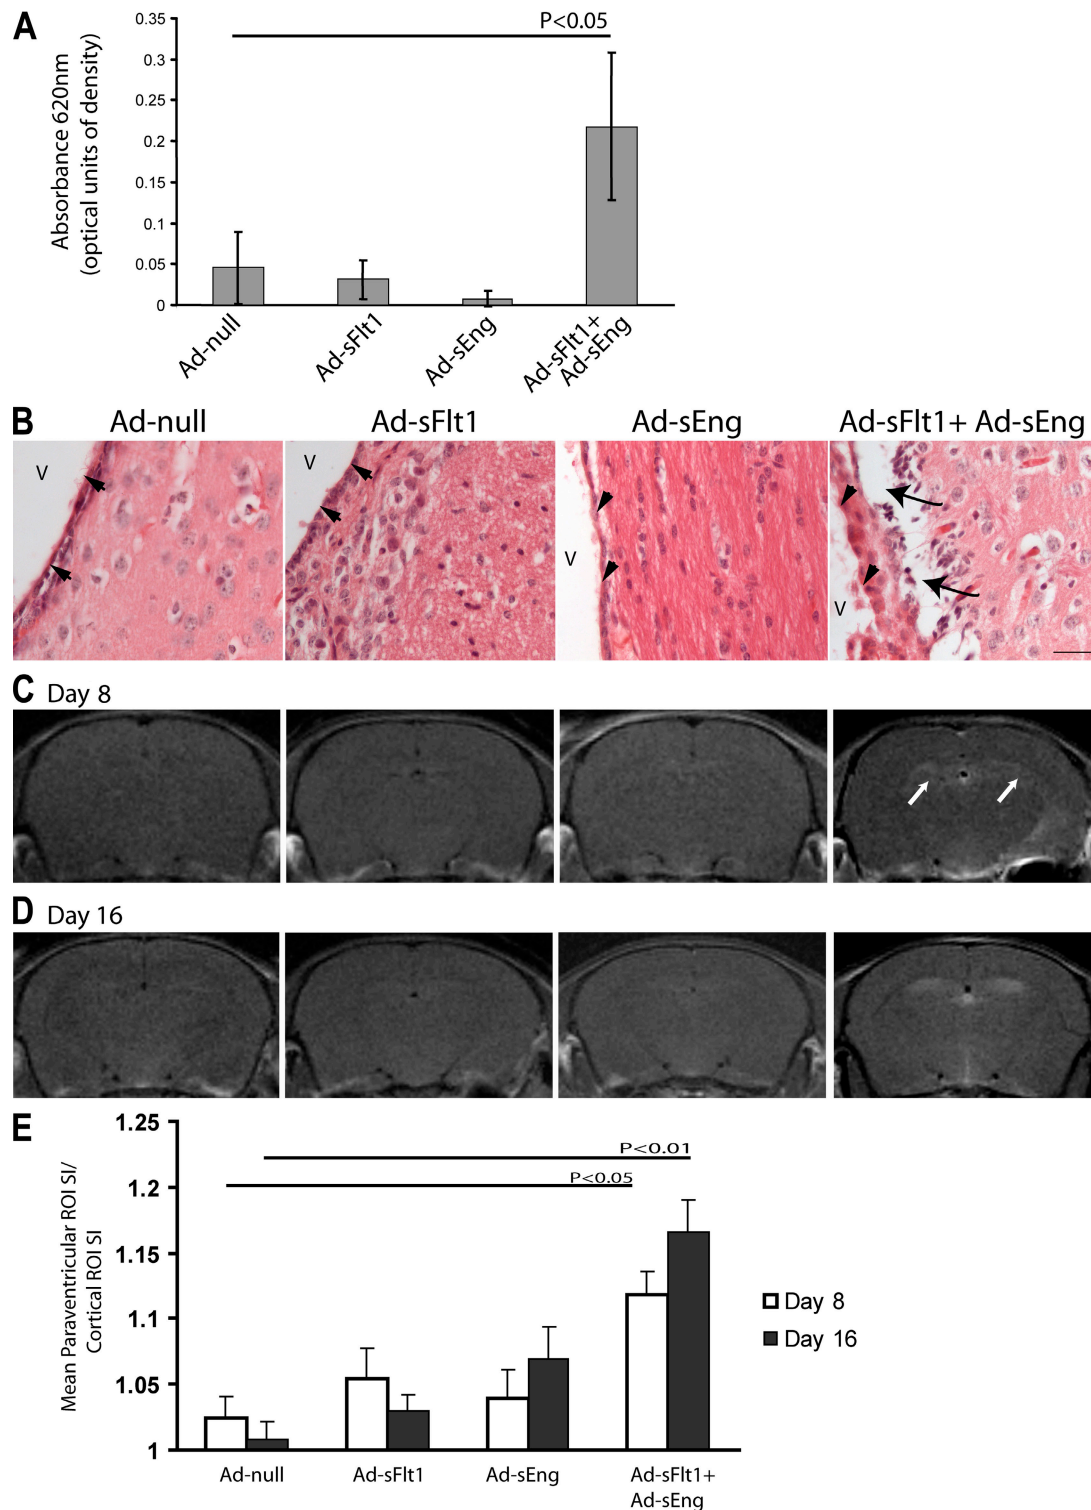 A
P<0.05
Absorbance 620nm
(optical units of density)
0.35
0.3
0.25
0.2
0.15
0.1
0.05
0
Ad-null
Ad-sFlt1
Ad-sEng
Ad-sFlt1+
Ad-sEng
B
Ad-null
Ad-sFlt1
Ad-sEng
Ad-sFlt1+ Ad-sEng
V
V
V
V
C Day 8
D Day 16
E
Mean Paraventricular ROI SI/
Cortical ROI SI
1.25
1.2
1.15
1.1
1.05
1
P<0.01
P<0.05
Day 8
Day 16
Ad-null
Ad-sFlt1
Ad-sEng
Ad-sFlt1+
Ad-sEng